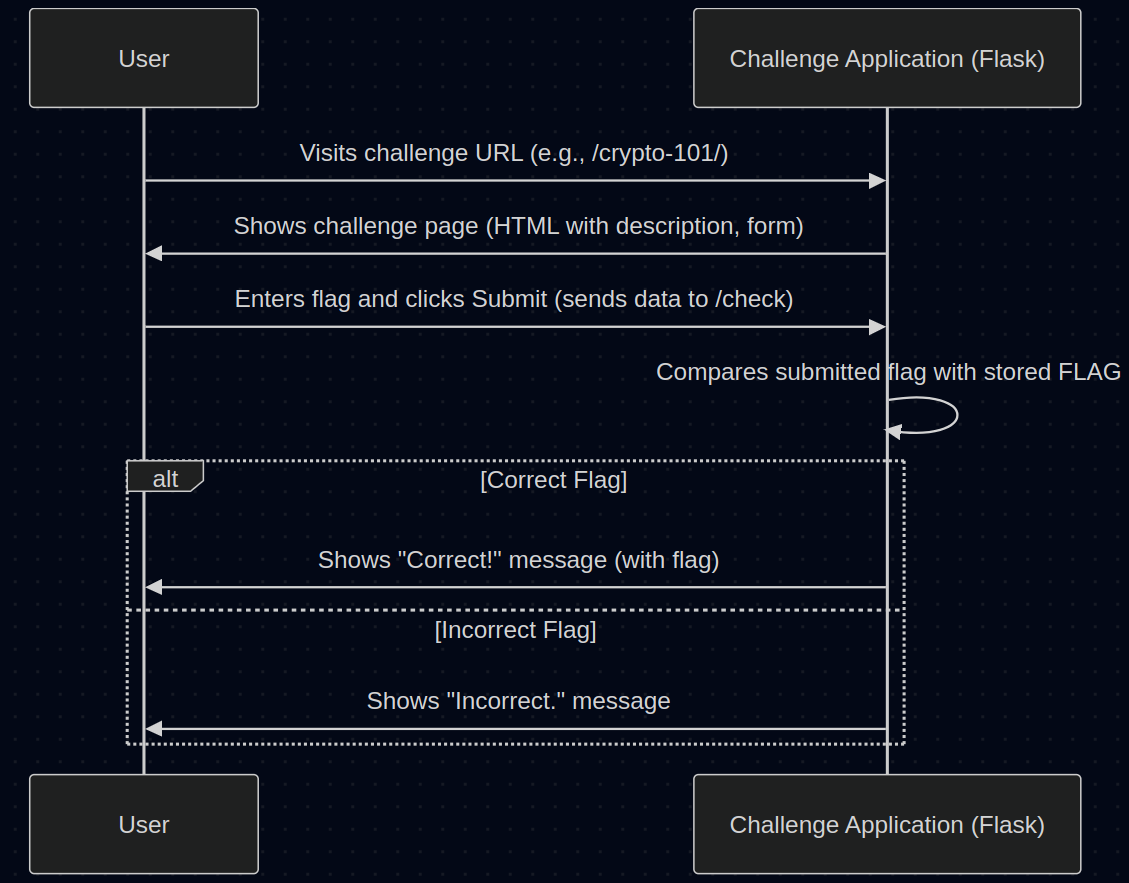 User
Challenge Application (Flask)
Visits challenge URL (e.g., /crypto-101/)
Shows challenge page (HTML with description, form)
Enters flag and clicks Submit (sends data to /check)
Compares submitted flag with stored FLAG
alt
[Correct Flag]
Shows "Correct!" message (with flag)
[Incorrect Flag]
Shows "Incorrect." message
User
Challenge Application (Flask)